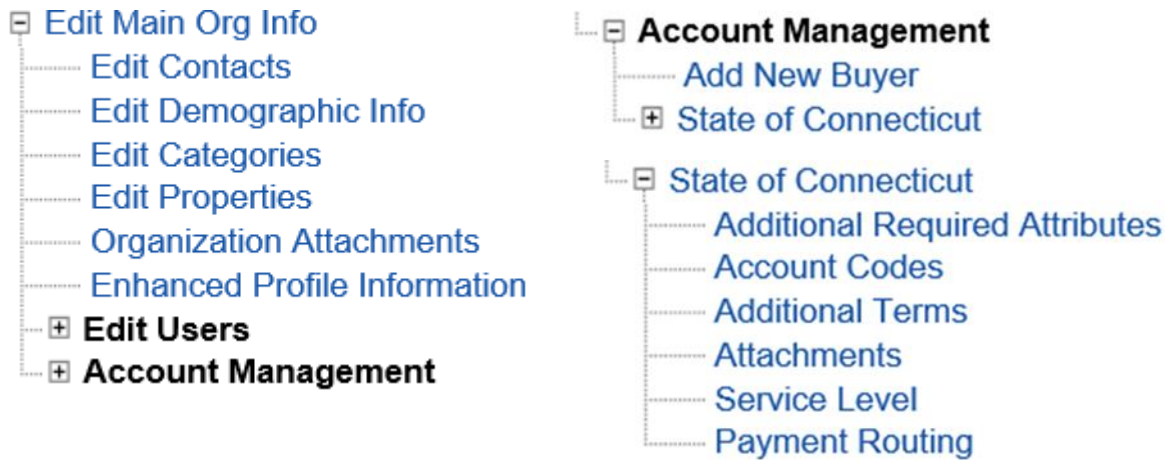 Edit Main Org Info
Edit Contacts
Edit Demographic Info
Edit Categories
Edit Properties
Organization Attachments
Enhanced Profile Information
Edit Users
Account Management
Account Management
Add New Buyer
State of Connecticut
State of Connecticut
Additional Required Attributes
Account Codes
Additional Terms
Attachments
Service Level
Payment Routing